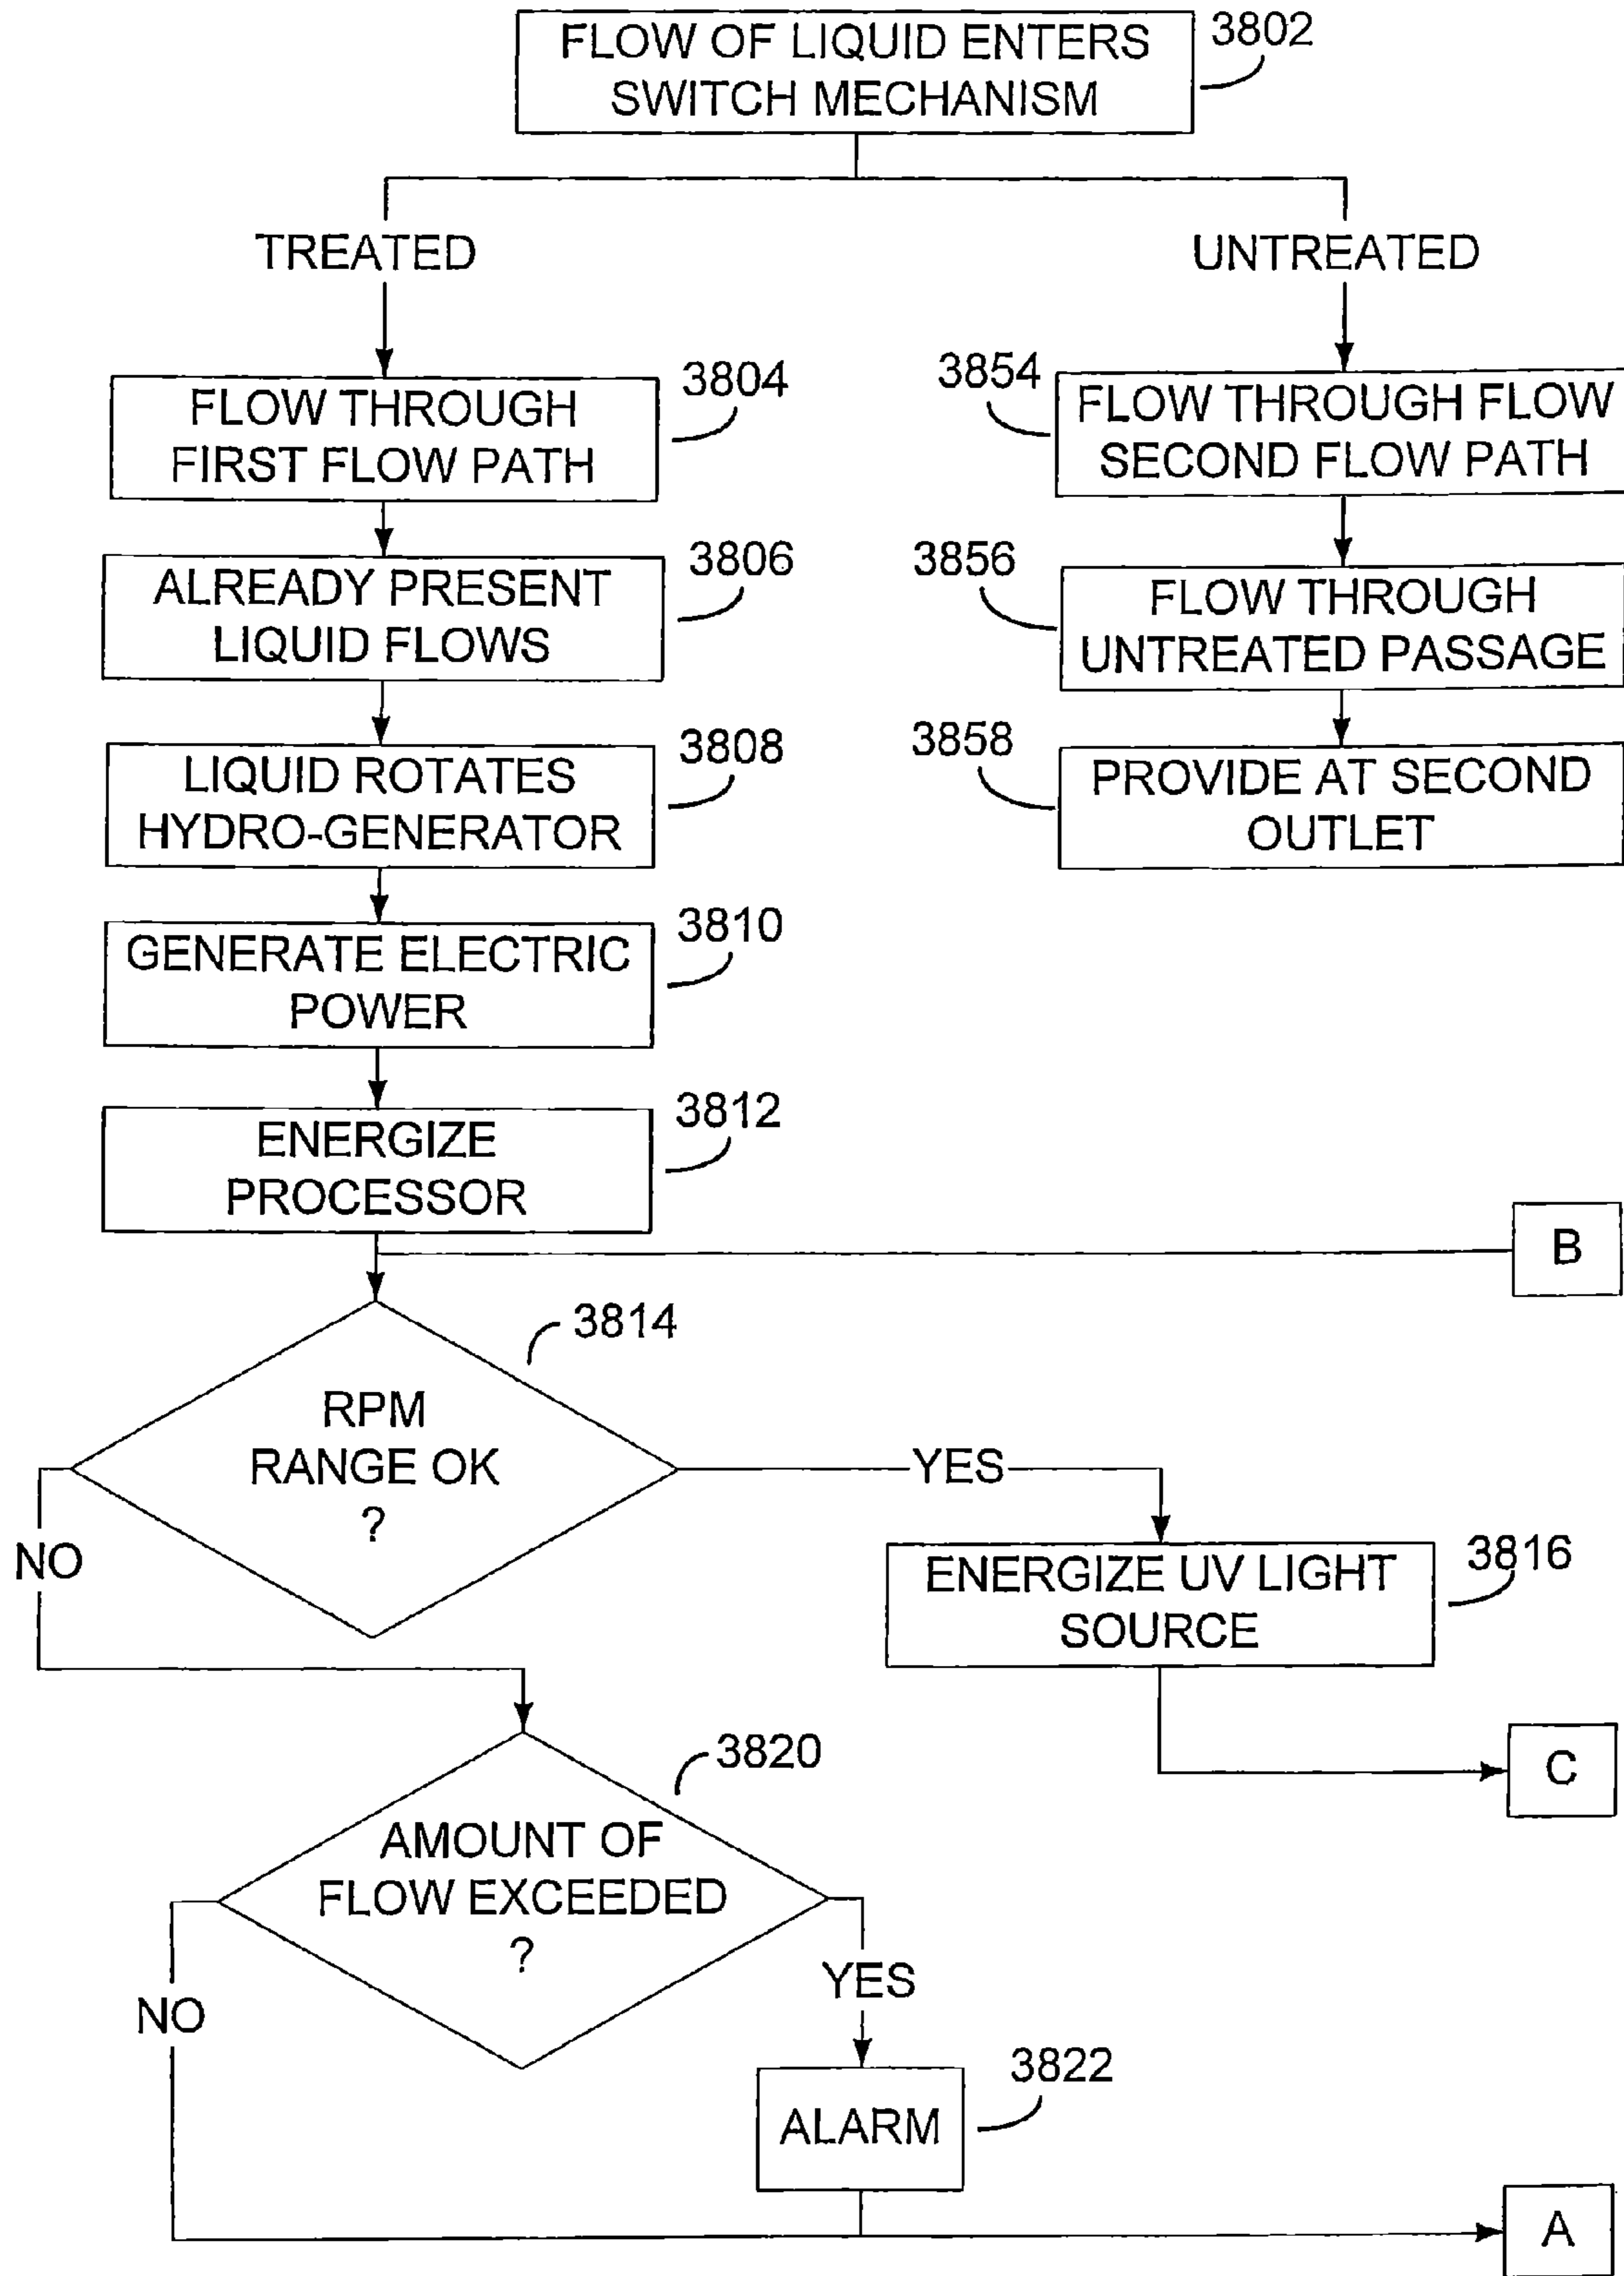 FLOW OF LIQUID ENTERS
SWITCH MECHANISM
3802
TREATED
UNTREATED
FLOW THROUGH
FIRST FLOW PATH
3804
3854
FLOW THROUGH FLOW
SECOND FLOW PATH
ALREADY PRESENT
LIQUID FLOWS
3806
3856
FLOW THROUGH
UNTREATED PASSAGE
LIQUID ROTATES
HYDRO-GENERATOR
3808
3858
PROVIDE AT SECOND
OUTLET
GENERATE ELECTRIC
POWER
3810
ENERGIZE
PROCESSOR
3812
B
3814
RPM
RANGE OK
?
YES
NO
ENERGIZE UV LIGHT
SOURCE
3816
C
3820
AMOUNT OF
FLOW EXCEEDED
?
YES
NO
ALARM
3822
A